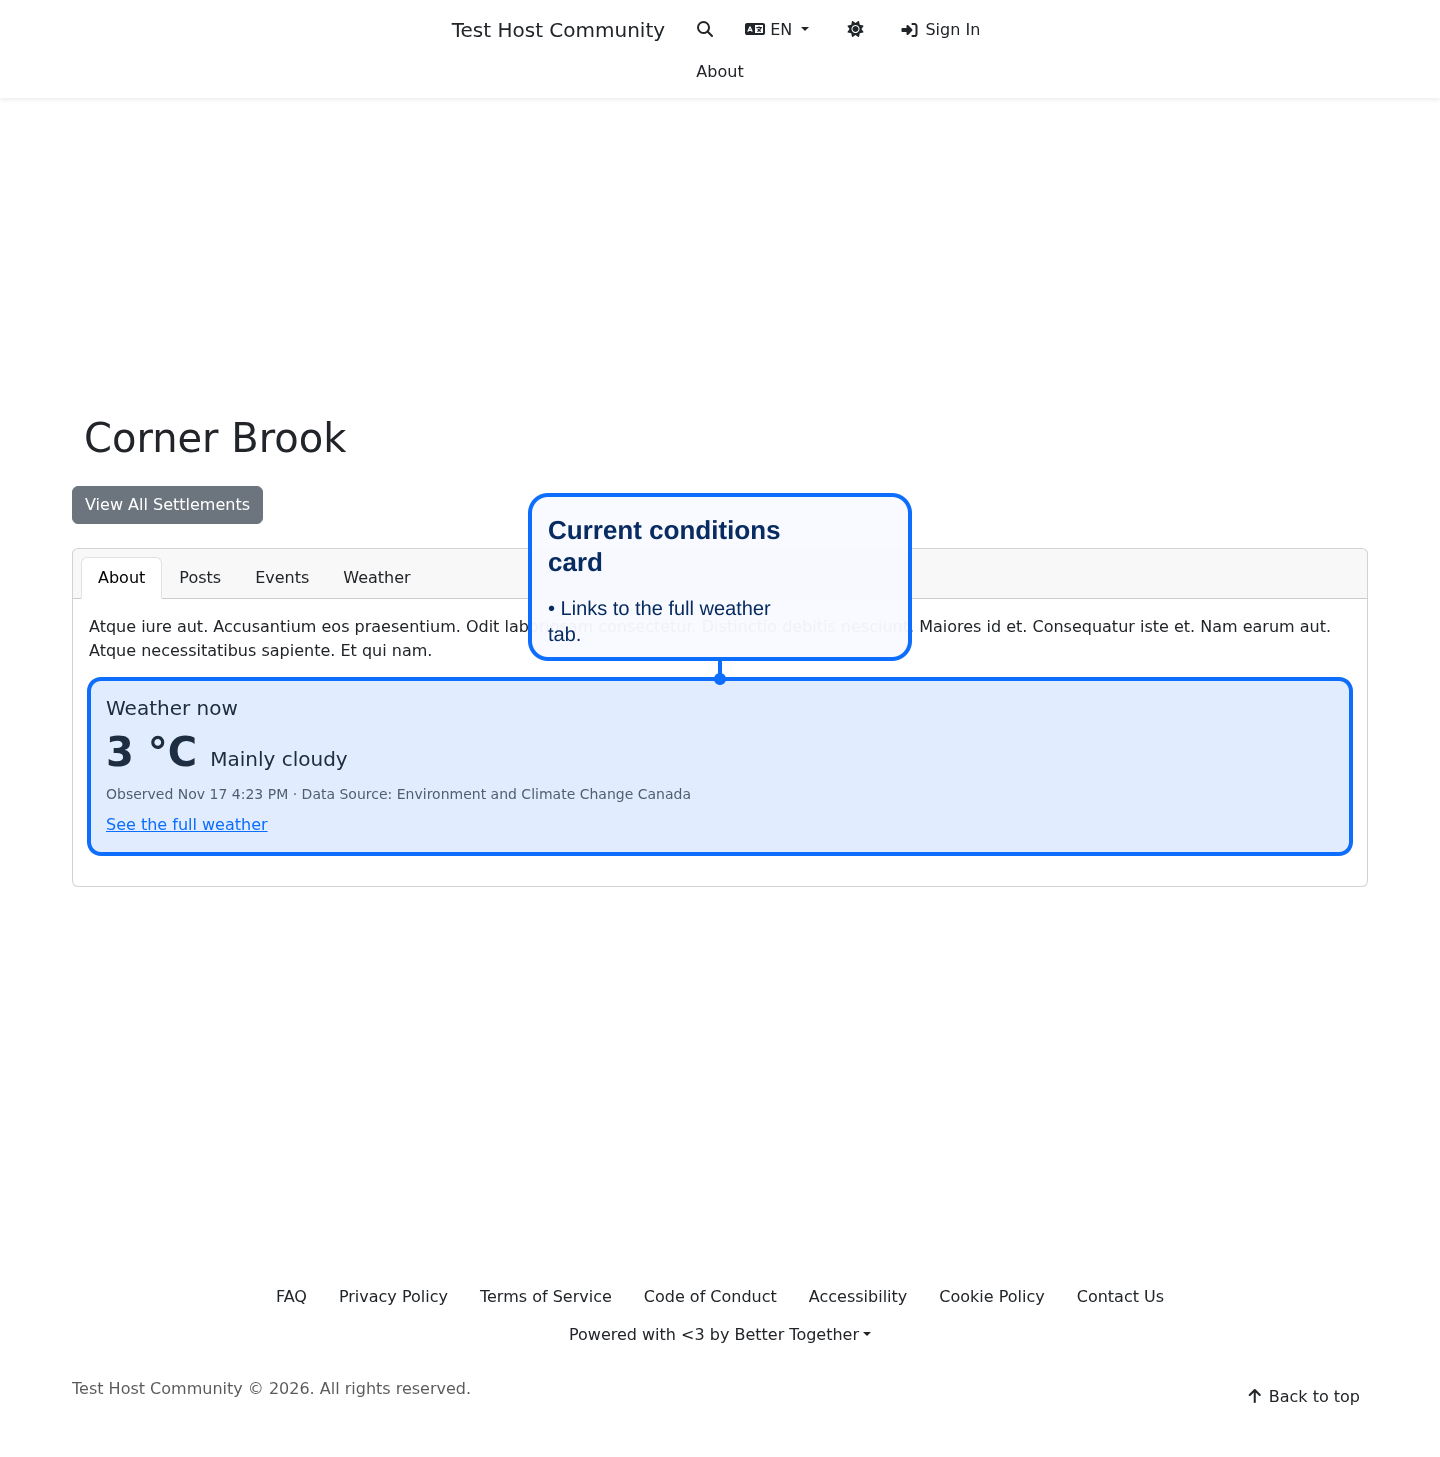 Test Host Community
EN
Sign In
About
Corner Brook
View All Settlements
Current conditions
card
• Links to the full weather
tab.
About Posts Events Weather
Atque iure aut. Accusantium eos praesentium. Odit laboriosam consectetur. Distinctio debitis nesciunt. Maiores id et. Consequatur iste et. Nam earum aut.
Atque necessitatibus sapiente. Et qui nam.
Weather now
3 °C Mainly cloudy
Observed Nov 17 4:23 PM · Data Source: Environment and Climate Change Canada
See the full weather
FAQ Privacy Policy Terms of Service Code of Conduct Accessibility Cookie Policy Contact Us
Powered with <3 by Better Together
Test Host Community © 2026. All rights reserved.
Back to top